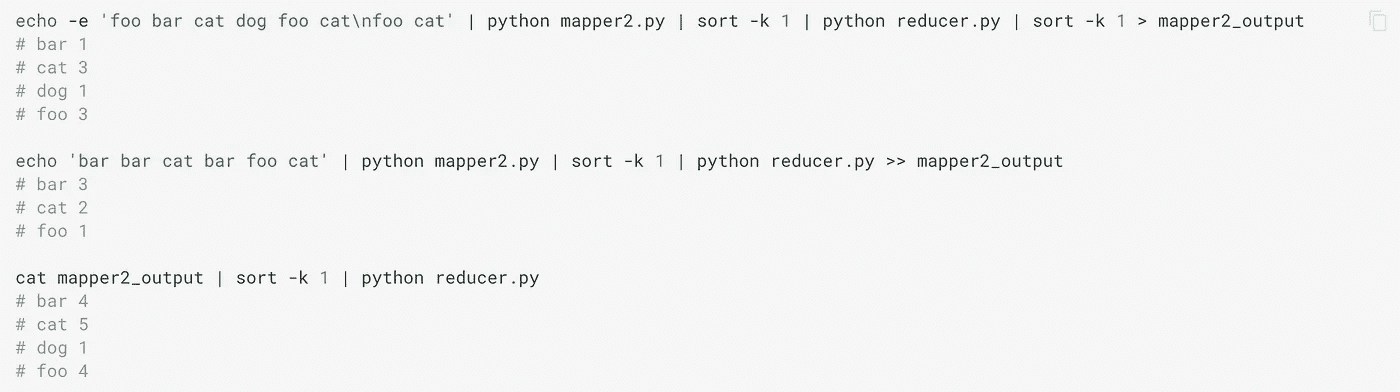 echo -e 'foo bar cat dog foo cat\nfoo cat' | python mapper2.py | sort -k 1 | python reducer.py | sort -k 1 > mapper2_output
# bar 1
# cat 3
# dog 1
# foo 3
echo 'bar bar cat bar foo cat' | python mapper2.py | sort -k 1 | python reducer.py >> mapper2_output
# bar 3
# cat 2
# foo 1
cat mapper2_output | sort -k 1 | python reducer.py
# bar 4
# cat 5
# dog 1
# foo 4